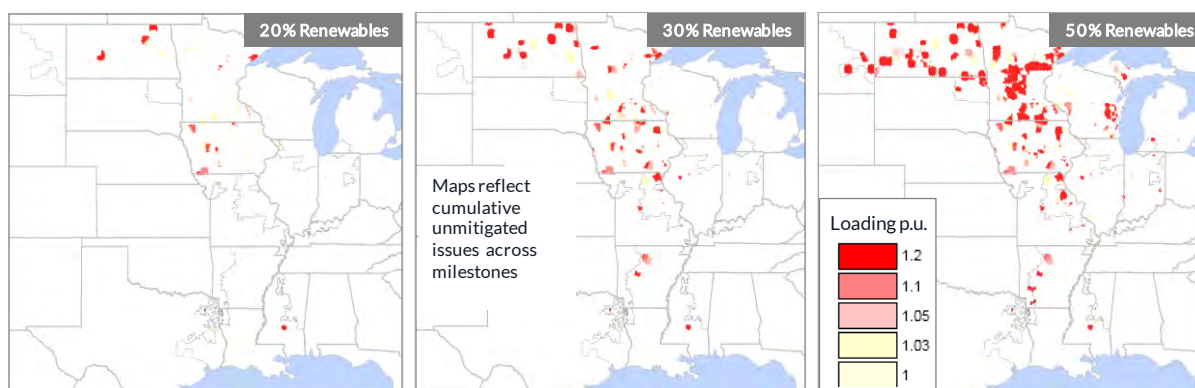 20% Renewables
30% Renewables
50% Renewables
Maps reflect
cumulative
unmitigated
issues across
milestones
Loading p.u.
1.2
1.1
1.05
1.03
1